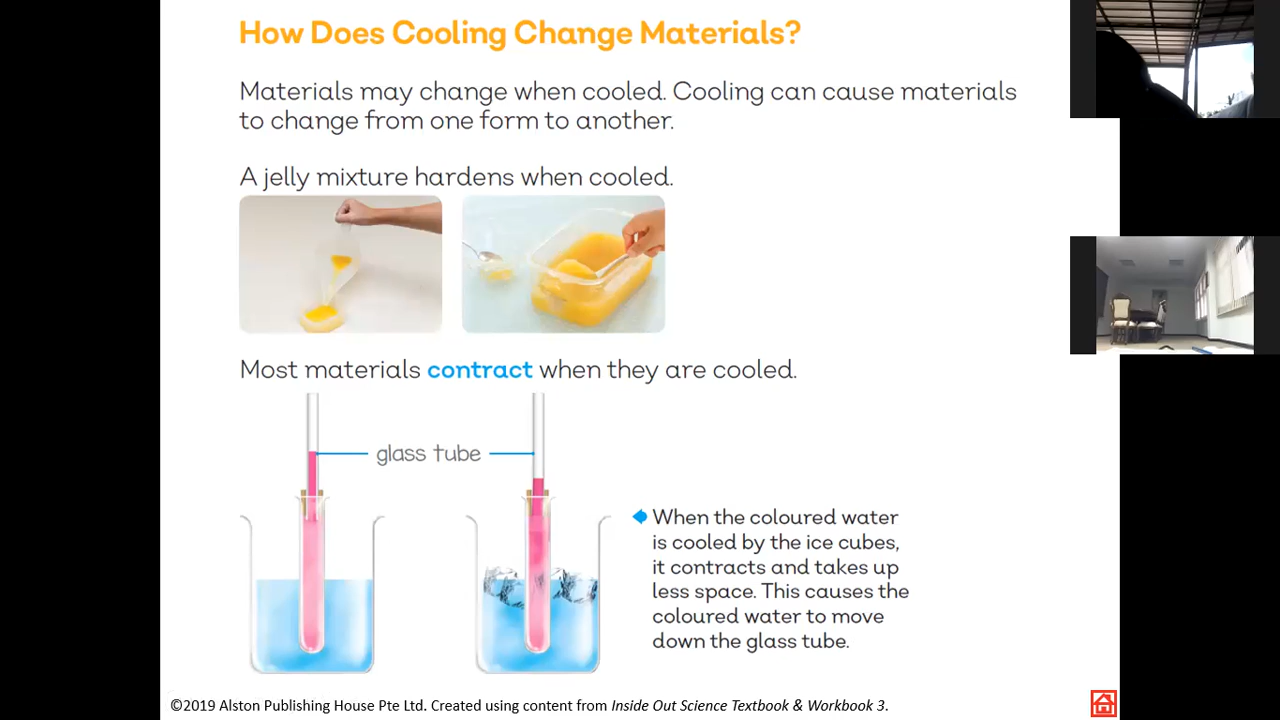 How Does Cooling Change Materials?
Materials may change when cooled. Cooling can cause materials
to change from one form to another.
A jelly mixture hardens when cooled.
Most materials contract when they are cooled.
glass tube
When the coloured water
is cooled by the ice cubes,
it contracts and takes up
less space. This causes the
coloured water to move
down the glass tube.
©2019 Alston Publishing House Pte Ltd. Created using content from Inside Out Science Textbook & Workbook 3.